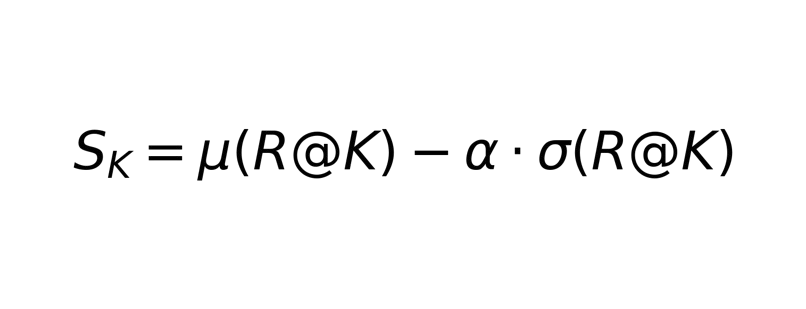 S_K = μ(R@K) − α · σ(R@K)